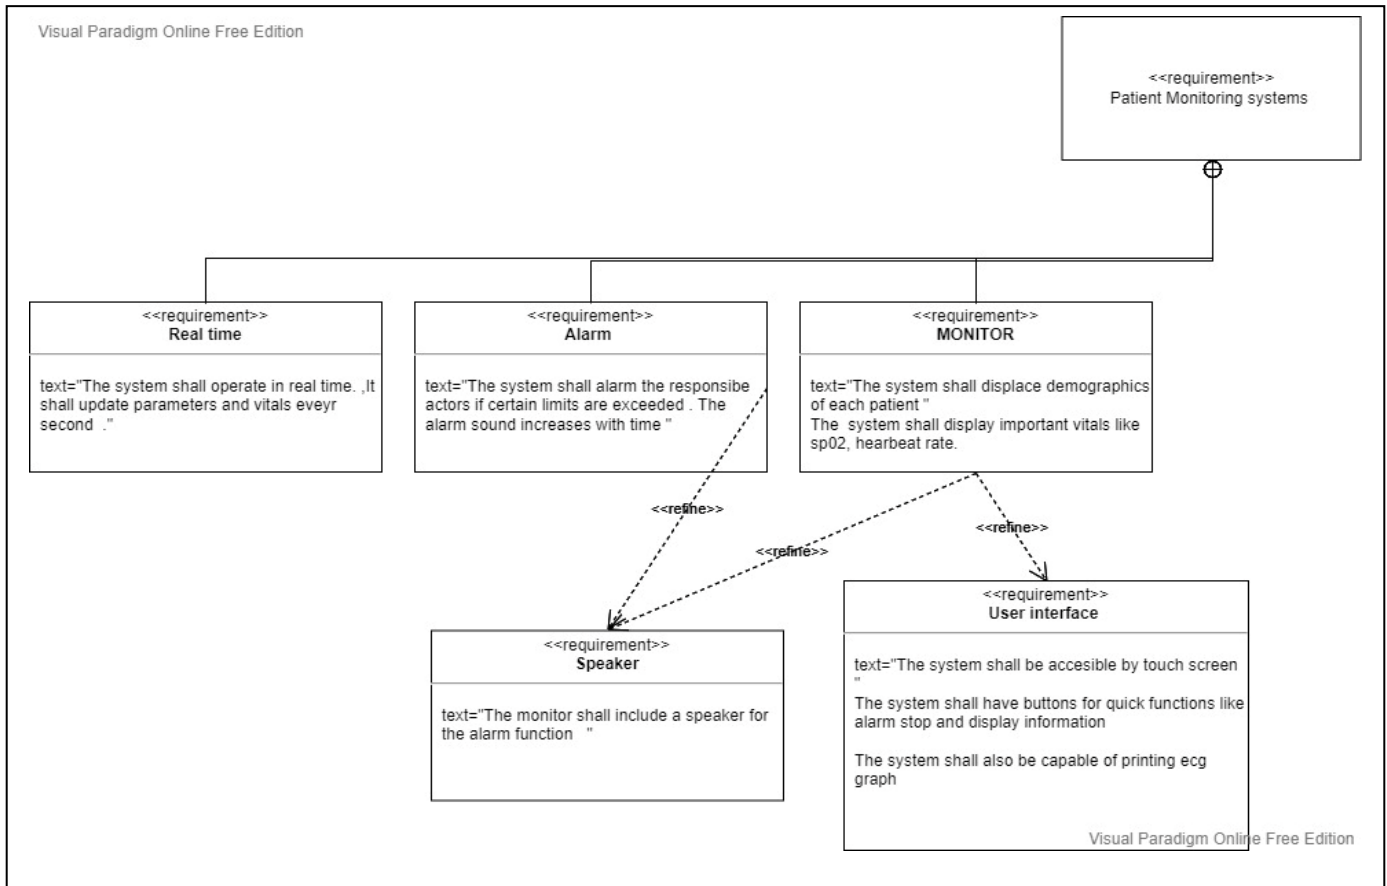 Visual Paradigm Online Free Edition
<<requirement>>
Patient Monitoring systems
<<requirement>>
Real time
text="The system shall operate in real time. ,It
shall update parameters and vitals eveyr
second  ."
<<requirement>>
Alarm
text="The system shall alarm the responsibe
actors if certain limits are exceeded . The
alarm sound increases with time "
<<requirement>>
MONITOR
text="The system shall displace demographics
of each patient "
The  system shall display important vitals like
sp02, hearbeat rate.
<<refine>>
<<refine>>
<<refine>>
<<requirement>>
Speaker
text="The monitor shall include a speaker for
the alarm function   "
<<requirement>>
User interface
text="The system shall be accesible by touch screen
"
The system shall have buttons for quick functions like
alarm stop and display information
The system shall also be capable of printing ecg
graph
Visual Paradigm Online Free Edition